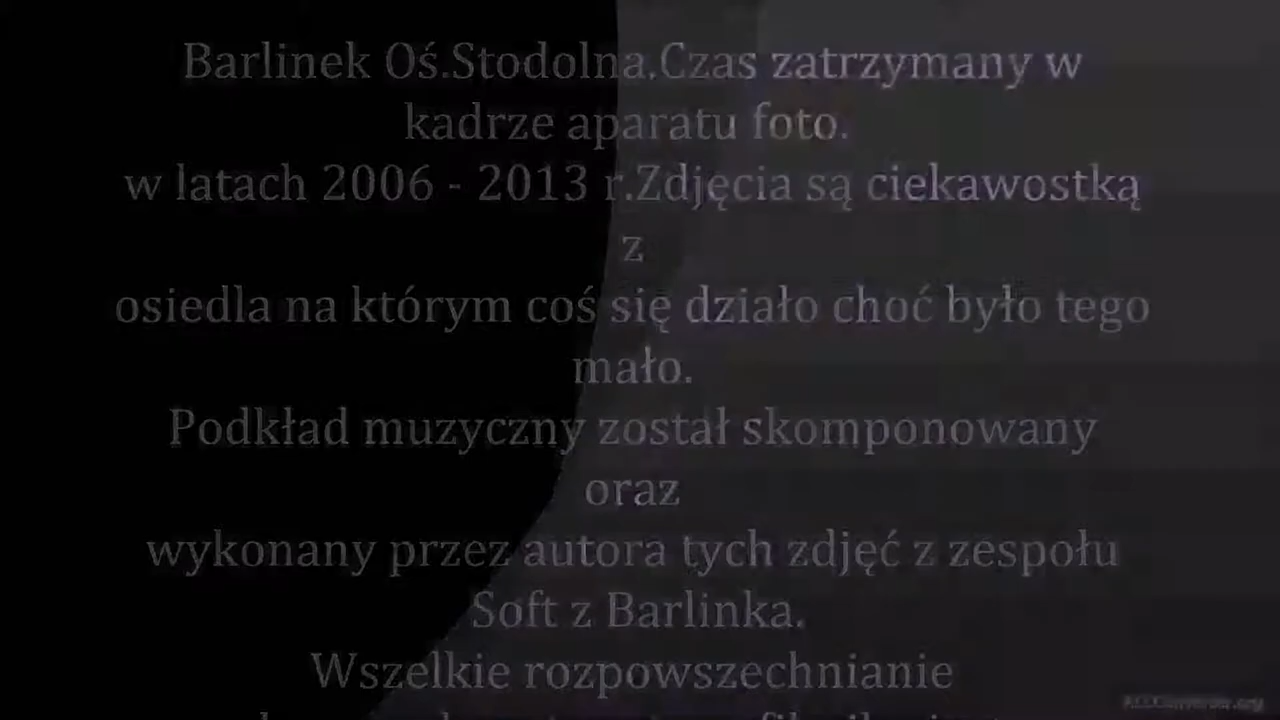 Barlinek Oś.Stodolna.Czas zatrzymany w
kadrze aparatu foto.
w latach 2006 - 2013 r.Zdjęcia są ciekawostką
z
osiedla na którym coś się działo choć było tego
mało.
Podkład muzyczny został skomponowany
oraz
wykonany przez autora tych zdjęć z zespołu
Soft z Barlinka.
Wszelkie rozpowszechnianie